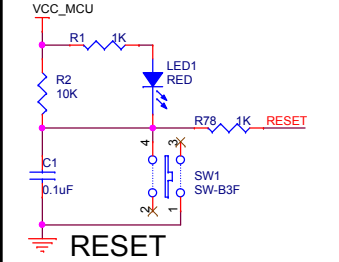 VCC_MCU
R1 1K
LED1
RED
R2
10K
R78 1K RESET
4 3
C1
0.1uF
SW1
SW-B3F
2 1
RESET